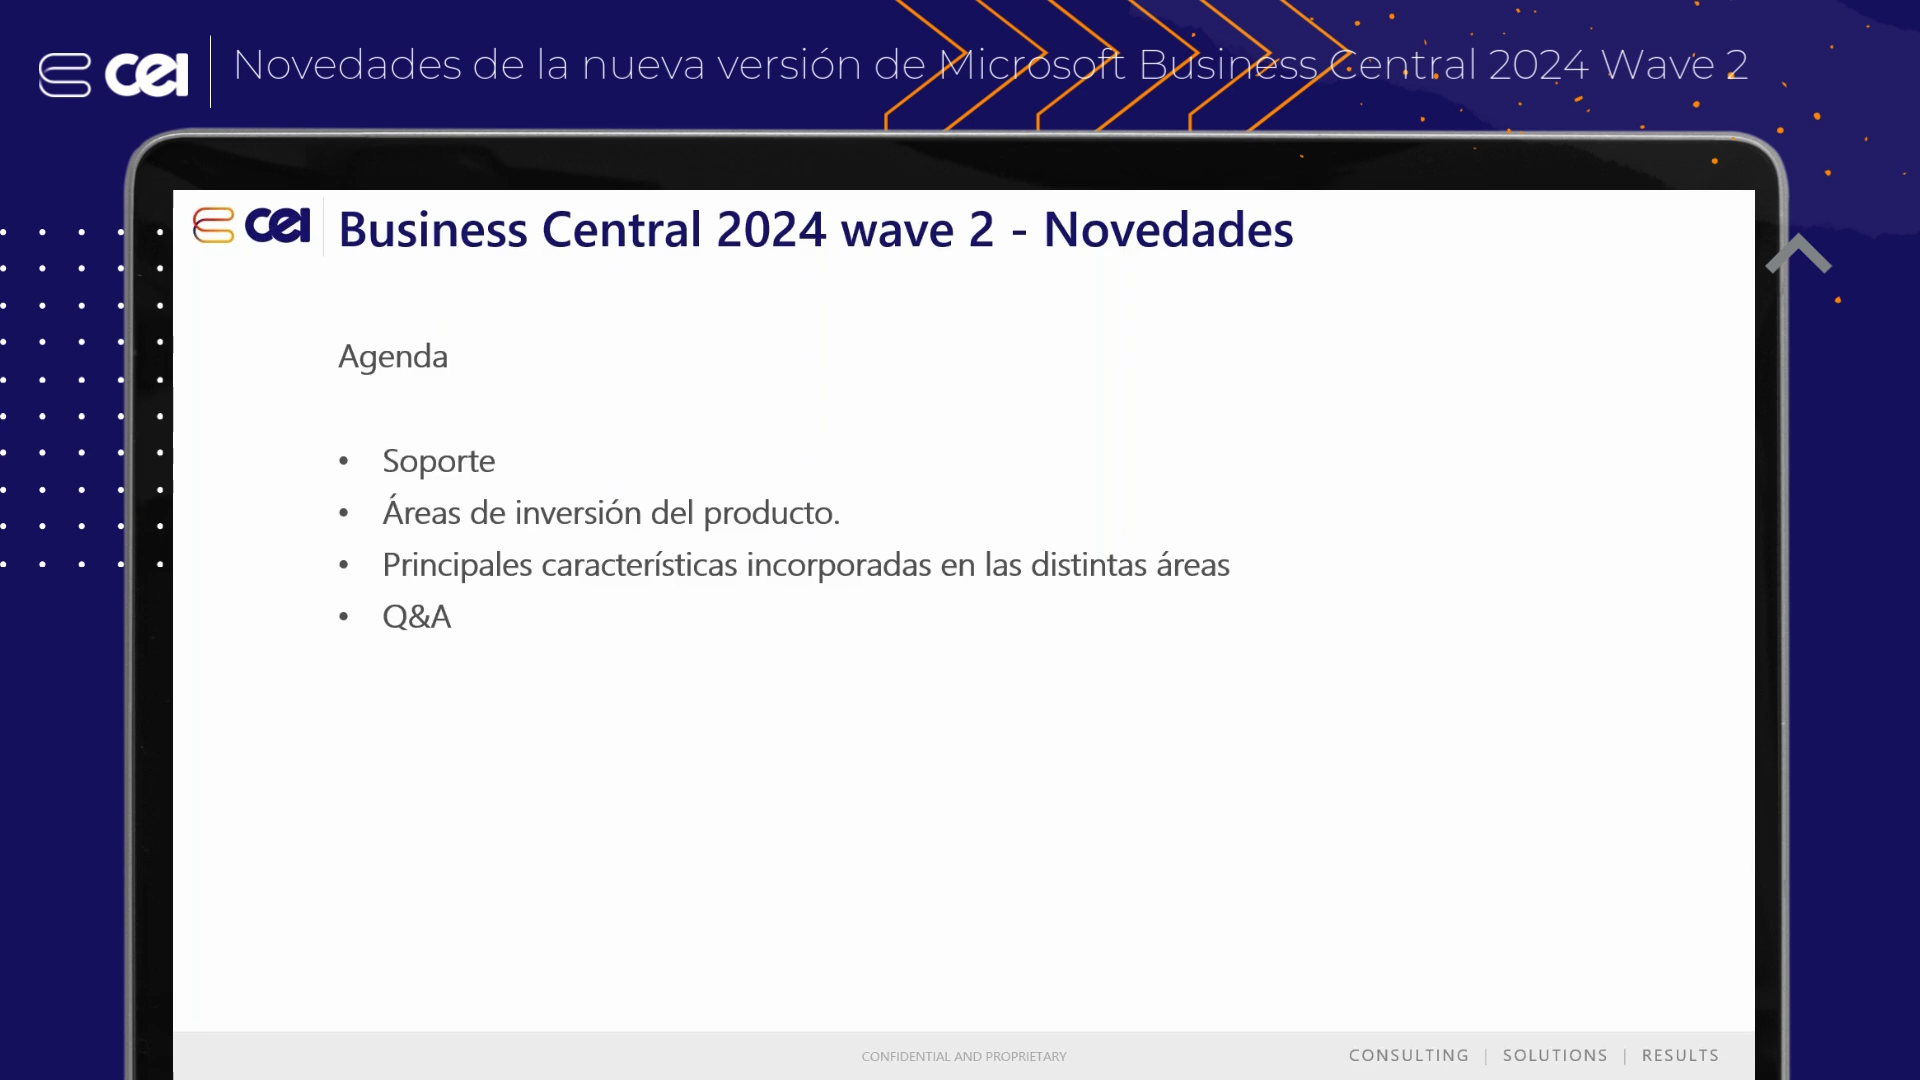 cei
Novedades de la nueva versión de Microsoft Business Central 2024 Wave 2
cei
Business Central 2024 wave 2 - Novedades
Agenda
• Soporte
• Áreas de inversión del producto.
• Principales características incorporadas en las distintas áreas
• Q&A
CONFIDENTIAL AND PROPRIETARY
CONSULTING | SOLUTIONS | RESULTS